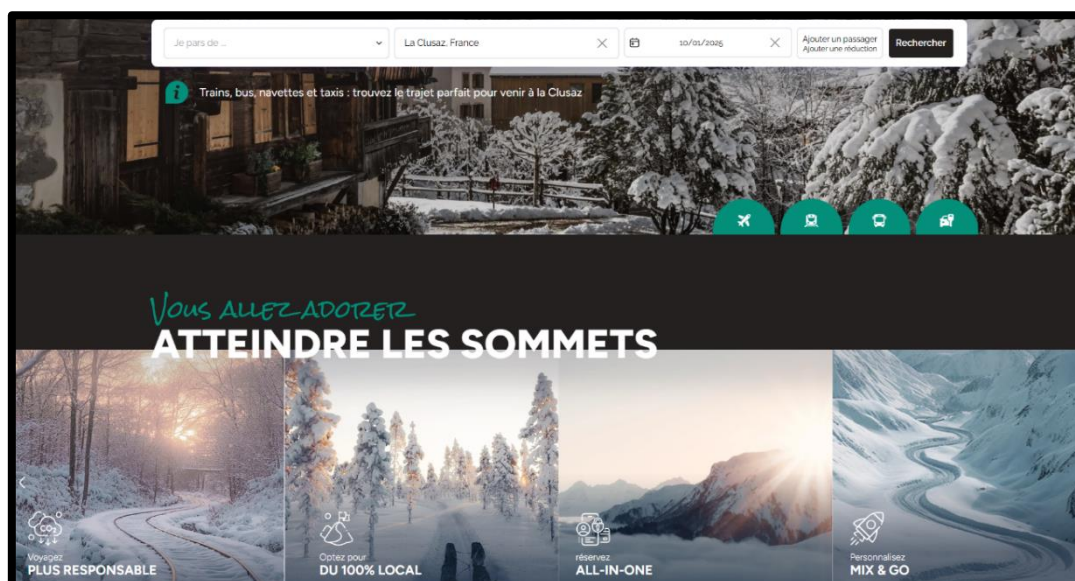 Je pars de ...
La Clusaz, France
10/01/2025
Ajouter un passager
Ajouter une réduction
Rechercher
i
Trains, bus, navettes et taxis : trouvez le trajet parfait pour venir à la Clusaz
Vous allez adorer
ATTEINDRE LES SOMMETS
CO2
Voyagez
PLUS RESPONSABLE
Optez pour
DU 100% LOCAL
réservez
ALL-IN-ONE
Personnalisez
MIX & GO